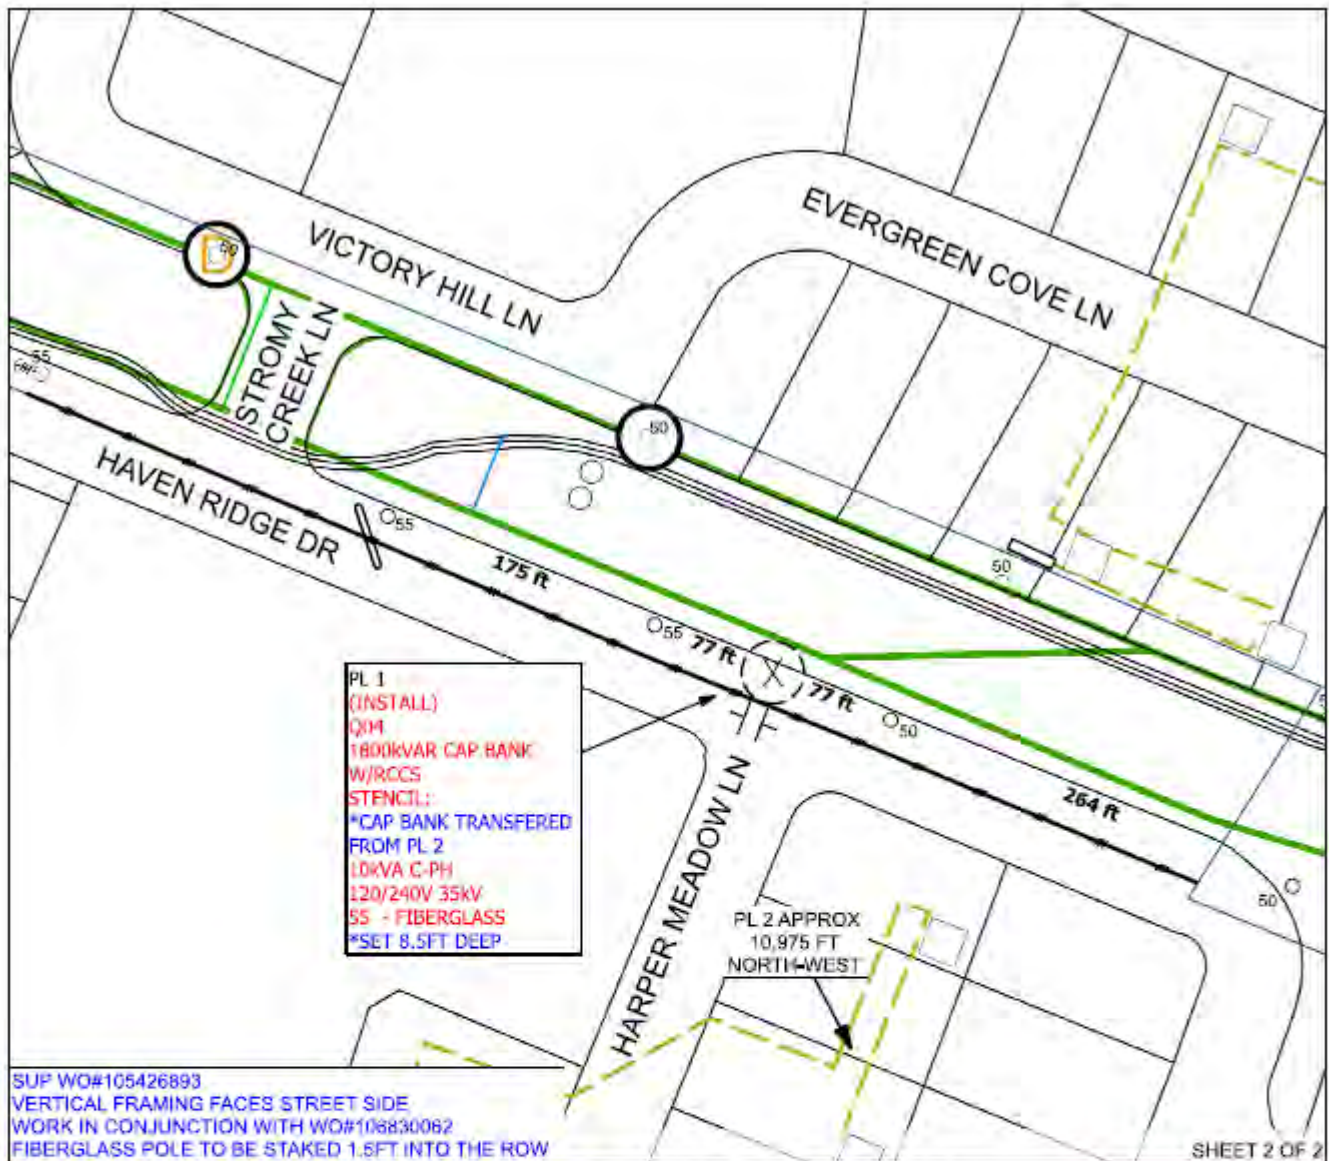 EVERGREEN COVE LN
VICTORY HILL LN
50
STROMY
CREEK LN
55
50
HAVEN RIDGE DR
55
175 ft
50
55
77 ft
77 ft
50
264 ft
50
PL 1
(INSTALL)
Q04
1800kVAR CAP BANK
W/RCCS
STENCIL:
*CAP BANK TRANSFERED
FROM PL 2
10kVA C-PH
120/240V 35kV
55 - FIBERGLASS
*SET 8.5FT DEEP
HARPER MEADOW LN
PL 2 APPROX
10,975 FT
NORTH-WEST
SUP WO#105426893
VERTICAL FRAMING FACES STREET SIDE
WORK IN CONJUNCTION WITH WO#106830062
FIBERGLASS POLE TO BE STAKED 1.5FT INTO THE ROW
SHEET 2 OF 2